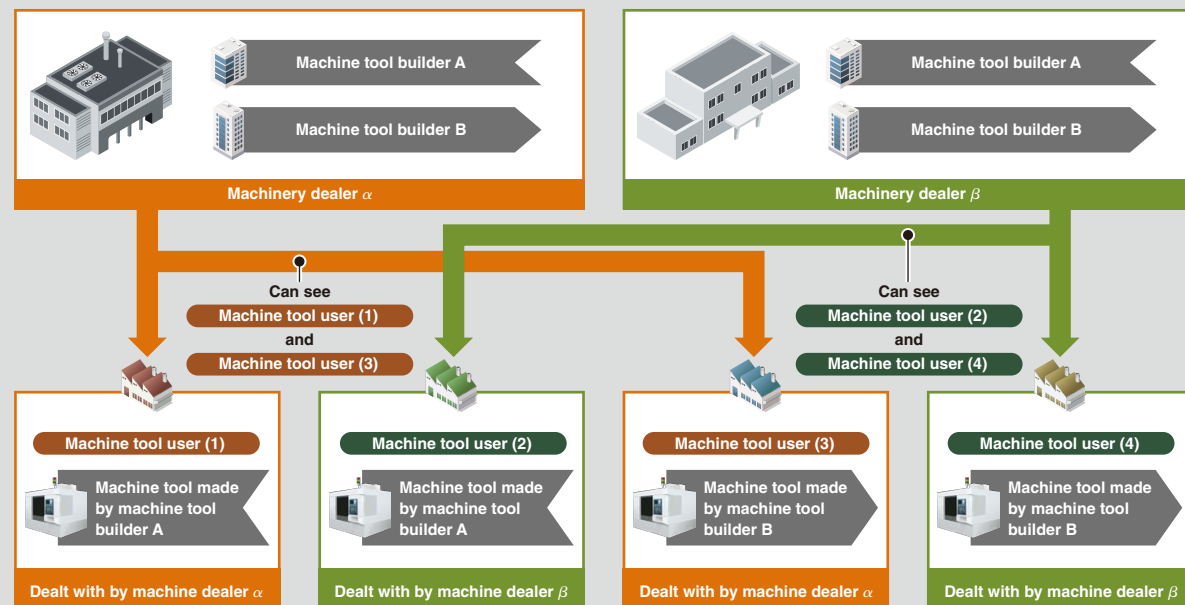 Machine tool builder A
Machine tool builder B
Machinery dealer α
Machine tool builder A
Machine tool builder B
Machinery dealer β
Can see
Machine tool user (1)
and
Machine tool user (3)
Can see
Machine tool user (2)
and
Machine tool user (4)
Machine tool user (1)
Machine tool made
by machine tool
builder A
Dealt with by machine dealer α
Machine tool user (2)
Machine tool made
by machine tool
builder A
Dealt with by machine dealer β
Machine tool user (3)
Machine tool made
by machine tool
builder B
Dealt with by machine dealer α
Machine tool user (4)
Machine tool made
by machine tool
builder B
Dealt with by machine dealer β